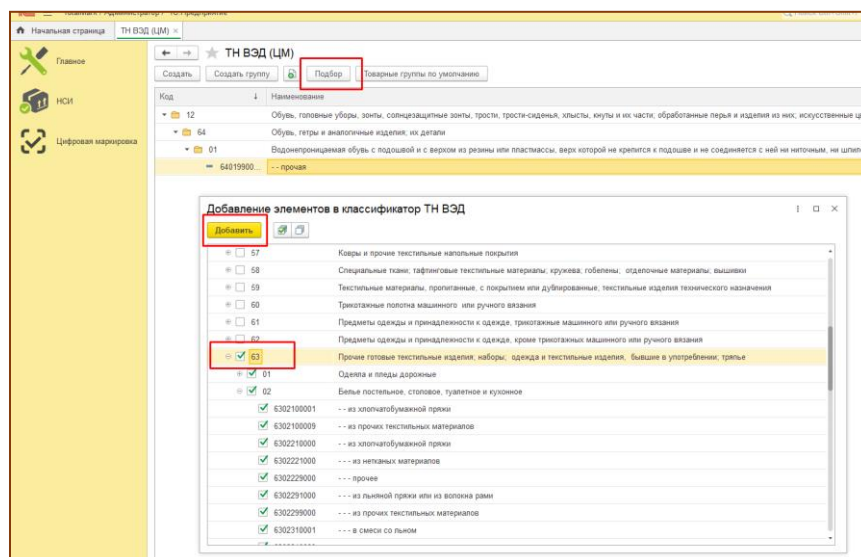 Начальная страница
ТН ВЭД (ЦМ) ×
Главное
НСИ
Цифровая маркировка
ТН ВЭД (ЦМ)
Создать
Создать группу
Подбор
Товарные группы по умолчанию
Код ↓ Наименование
12 Обувь, головные уборы, зонты, солнцезащитные зонты, трости, трости-сиденья, хлысты, кнуты и их части; обработанные перья и изделия из них; искусственные ц
64 Обувь, гетры и аналогичные изделия; их детали
01 Водонепроницаемая обувь с подошвой и с верхом из резины или пластмассы, верх которой не крепится к подошве и не соединяется с ней ни ниточным, ни шпил
64019900... - - прочая
Добавление элементов в классификатор ТН ВЭД
Добавить
57 Ковры и прочие текстильные напольные покрытия
58 Специальные ткани; тафтинговые текстильные материалы; кружева; гобелены; отделочные материалы; вышивки
59 Текстильные материалы, пропитанные, с покрытием или дублированные; текстильные изделия технического назначения
60 Трикотажные полотна машинного или ручного вязания
61 Предметы одежды и принадлежности к одежде, трикотажные машинного или ручного вязания
62 Предметы одежды и принадлежности к одежде, кроме трикотажных машинного или ручного вязания
63 Прочие готовые текстильные изделия; наборы; одежда и текстильные изделия, бывшие в употреблении; тряпье
01 Одеяла и пледы дорожные
02 Белье постельное, столовое, туалетное и кухонное
6302100001 - - из хлопчатобумажной пряжи
6302100009 - - из прочих текстильных материалов
6302210000 - - - из хлопчатобумажной пряжи
6302221000 - - - из нетканых материалов
6302229000 - - - прочее
6302291000 - - - из льняной пряжи или из волокна рами
6302299000 - - - из прочих текстильных материалов
6302310001 - - - в смеси со льном